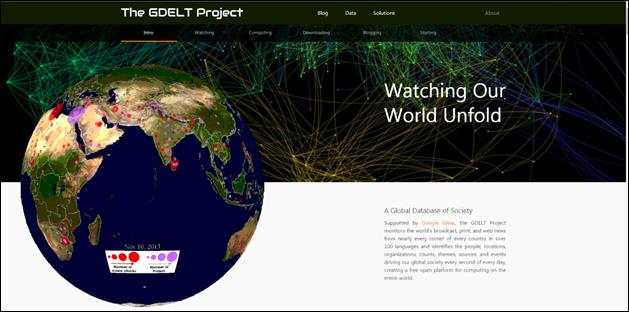 The GDELT Project
Blog Data Solutions About
Intro Watching Computing Downloading Blogging Starting
Watching Our
World Unfold
A Global Database of Society
Supported by Google Ideas, the GDELT Project
monitors the world's broadcast, print, and web news
from nearly every corner of every country in over
100 languages and identifies the people, locations,
organizations, counts, themes, sources, and events
driving our global society every second of every day,
creating a free open platform for computing on the
entire world.
Nov 16, 2013
Number of Number of